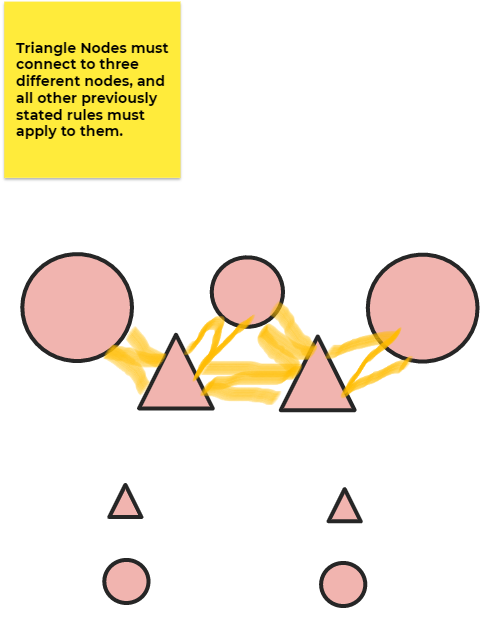 Triangle Nodes must
connect to three
different nodes, and
all other previously
stated rules must
apply to them.